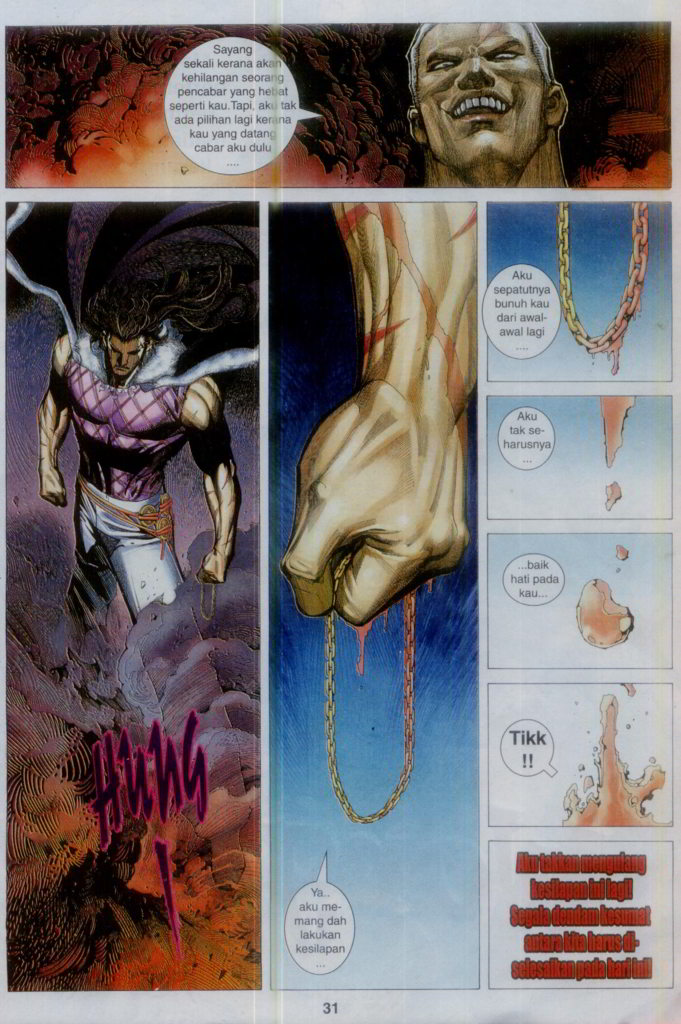 Sayang
sekali kerana akan
kehilangan seorang
pencabar yang hebat
seperti kau.Tapi, aku tak
ada pilihan lagi kerana
kau yang datang
cabar aku dulu
....
HUNG
!
Ya..
aku me-
mang dah
lakukan
kesilapan
...
Aku
sepatutnya
bunuh kau
dari awal-
awal lagi
....
Aku
tak se-
harusnya
...
...baik
hati pada
kau...
Tikk
!!
Aku takkan mengulang
kesilapan ini lagi!
Segala dendam kesumat
antara kita harus di-
selesaikan pada hari ini!
31